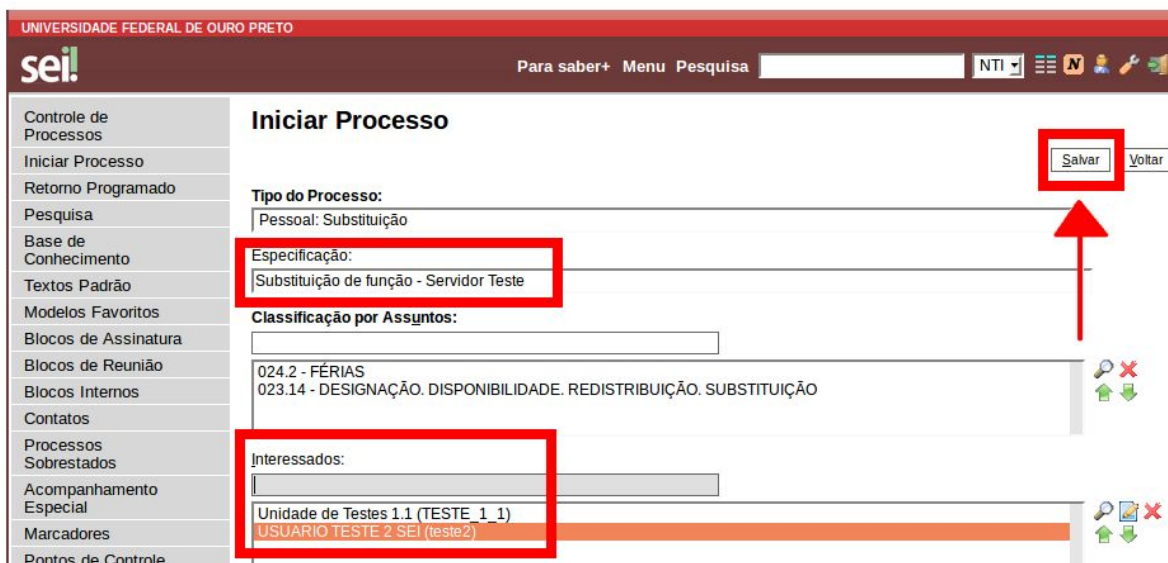 UNIVERSIDADE FEDERAL DE OURO PRETO
sei!
Para saber+ Menu Pesquisa
NTI
N
Controle de
Processos
Iniciar Processo
Retorno Programado
Pesquisa
Base de
Conhecimento
Textos Padrão
Modelos Favoritos
Blocos de Assinatura
Blocos de Reunião
Blocos Internos
Contatos
Processos
Sobrestados
Acompanhamento
Especial
Marcadores
Pontos de Controle
Iniciar Processo
Salvar
Voltar
Tipo do Processo:
Pessoal: Substituição
Especificação:
Substituição de função - Servidor Teste
Classificação por Assuntos:
024.2 - FÉRIAS
023.14 - DESIGNAÇÃO. DISPONIBILIDADE. REDISTRIBUIÇÃO. SUBSTITUIÇÃO
Interessados:
Unidade de Testes 1.1 (TESTE_1_1)
USUARIO TESTE 2 SEI (teste2)